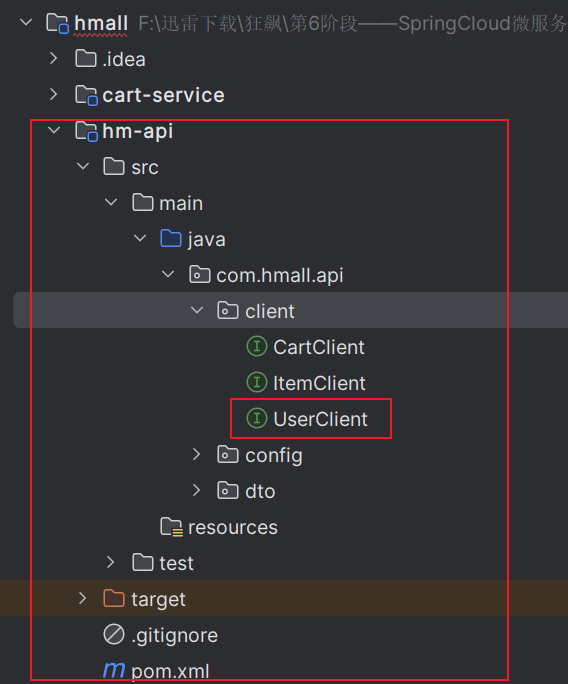 hmall F:\迅雷下载\狂飙\第6阶段——SpringCloud微服务
.idea
cart-service
hm-api
src
main
java
com.hmall.api
client
CartClient
ItemClient
UserClient
config
dto
resources
test
target
.gitignore
pom.xml